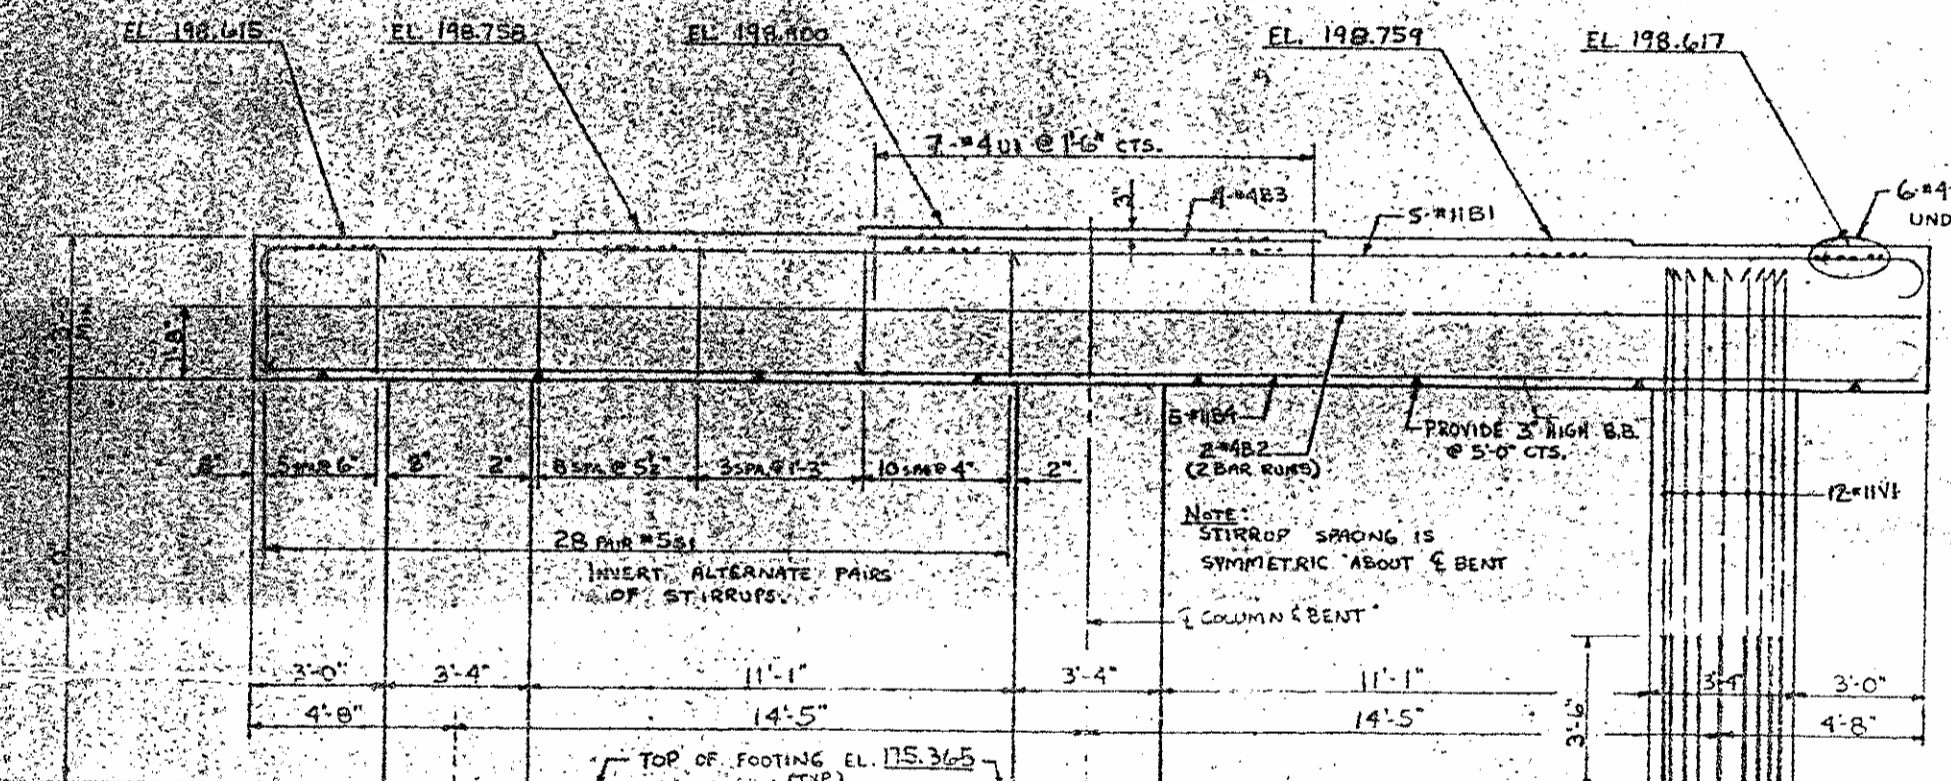 EL. 198.615
EL. 198.758
EL. 198.900
EL. 198.759
EL. 198.617
7-#4U1 @ 1'-6" CTS.
3"
4-#4B3
5-#11B1
6-#4
UND
MIN.
5-#11B4
2-#4B2
(2 BAR RUNS)
PROVIDE 3" HIGH B.B.
@ 5'-0" CTS.
5 SPA @ 6"
2"
8 SPA @ 5½"
3 SPA @ 1'-3"
10 SPA @ 4"
2"
12-#11V1
28 PAIR #5S1
INVERT ALTERNATE PAIRS
OF STIRRUPS.
NOTE:
STIRRUP SPACING IS
SYMMETRIC ABOUT ℄ BENT
℄ COLUMN & BENT
3'-0"
3'-4"
11'-1"
3'-4"
11'-1"
3'-4"
3'-0"
4'-8"
14'-5"
14'-5"
4'-8"
3'-6"
TOP OF FOOTING EL. 175.365
(TYP)